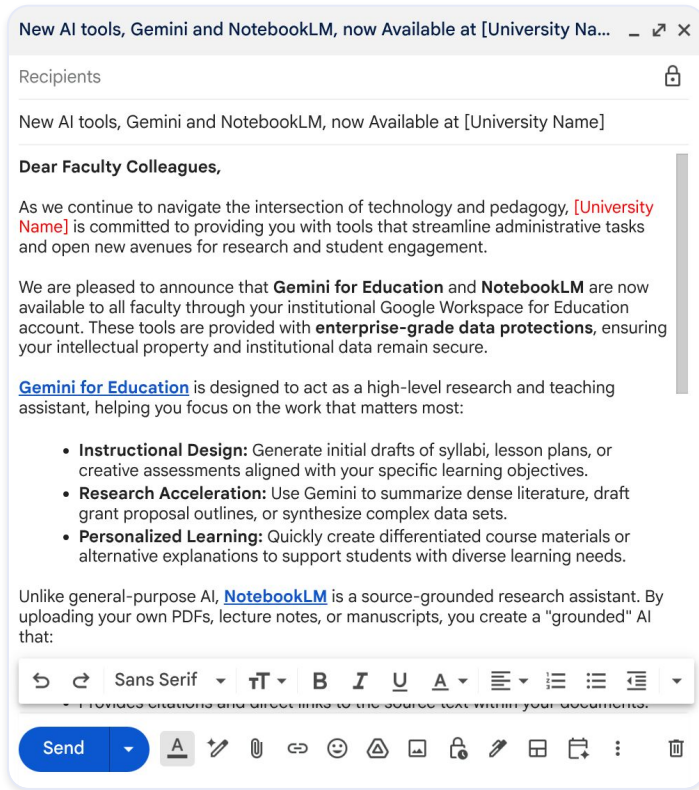 New AI tools, Gemini and NotebookLM, now Available at [University Na...
Recipients
New AI tools, Gemini and NotebookLM, now Available at [University Name]
Dear Faculty Colleagues,
As we continue to navigate the intersection of technology and pedagogy, [University
Name] is committed to providing you with tools that streamline administrative tasks
and open new avenues for research and student engagement.
We are pleased to announce that Gemini for Education and NotebookLM are now
available to all faculty through your institutional Google Workspace for Education
account. These tools are provided with enterprise-grade data protections, ensuring
your intellectual property and institutional data remain secure.
Gemini for Education is designed to act as a high-level research and teaching
assistant, helping you focus on the work that matters most:
• Instructional Design: Generate initial drafts of syllabi, lesson plans, or
creative assessments aligned with your specific learning objectives.
• Research Acceleration: Use Gemini to summarize dense literature, draft
grant proposal outlines, or synthesize complex data sets.
• Personalized Learning: Quickly create differentiated course materials or
alternative explanations to support students with diverse learning needs.
Unlike general-purpose AI, NotebookLM is a source-grounded research assistant. By
uploading your own PDFs, lecture notes, or manuscripts, you create a "grounded" AI
that:
Sans Serif
• Provides citations and direct links to the source text within your documents.
Send